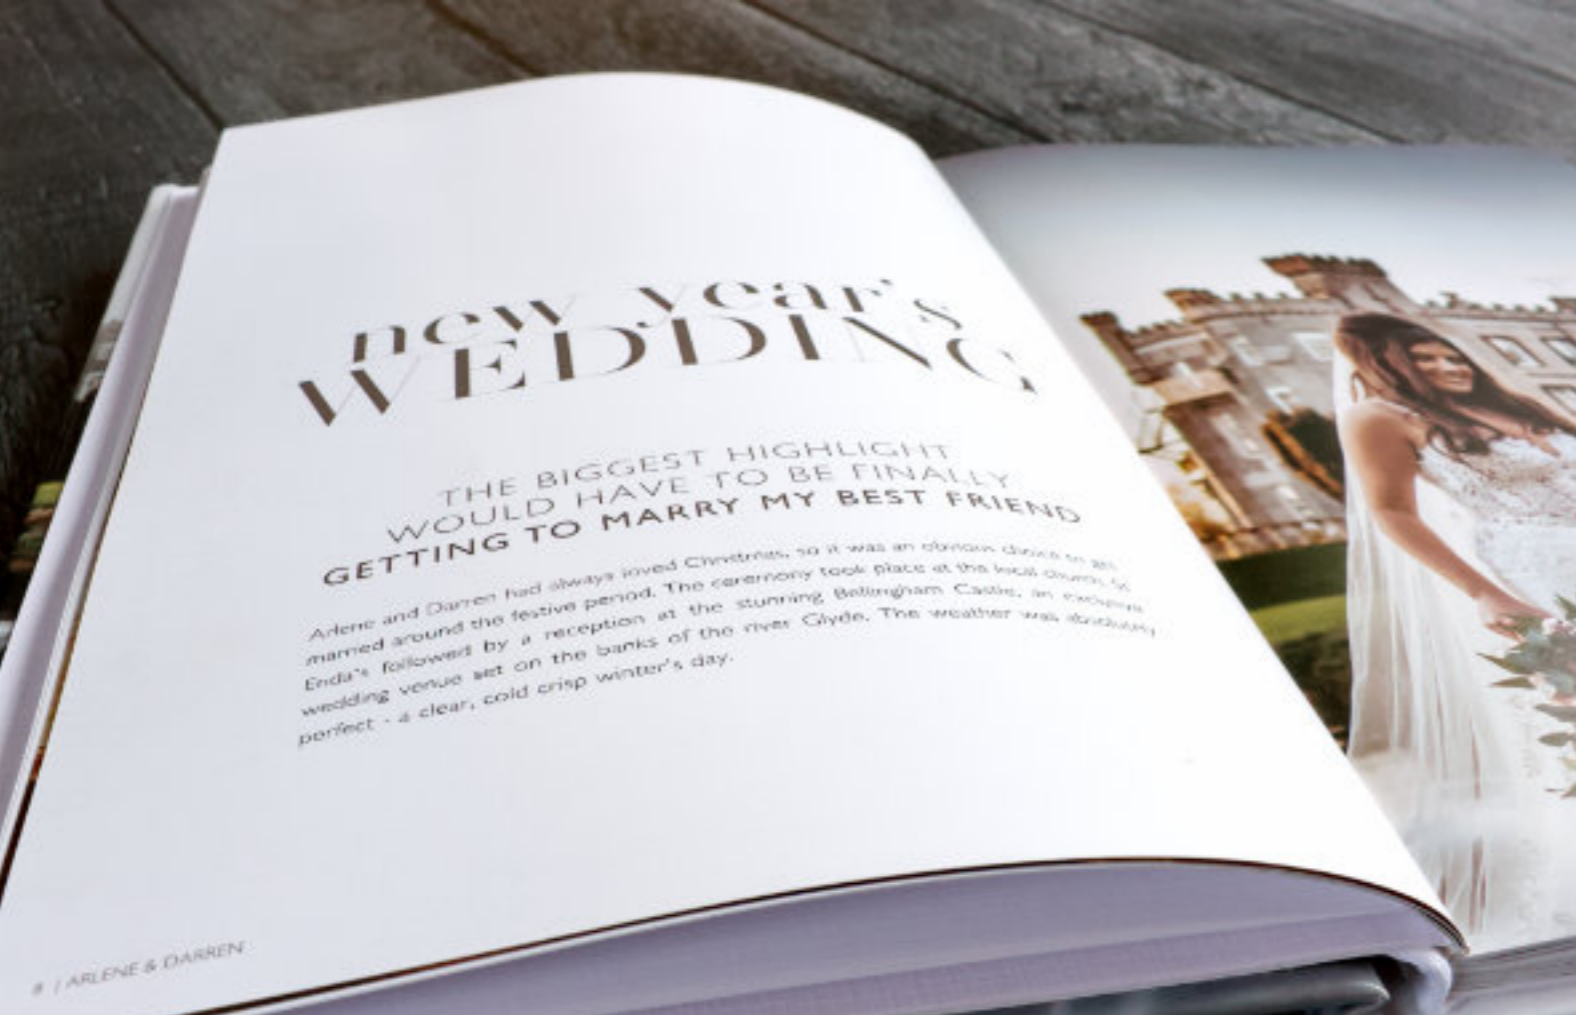 new year's
WEDDING
THE BIGGEST HIGHLIGHT
WOULD HAVE TO BE FINALLY
GETTING TO MARRY MY BEST FRIEND
Arlene and Darren had always loved Christmas, so it was an obvious choice to get
married around the festive period. The ceremony took place at the local church, St
Enda's followed by a reception at the stunning Bellingham Castle, an exclusive
wedding venue set on the banks of the river Glyde. The weather was absolutely
perfect - a clear, cold crisp winter's day.
8 | ARLENE & DARREN